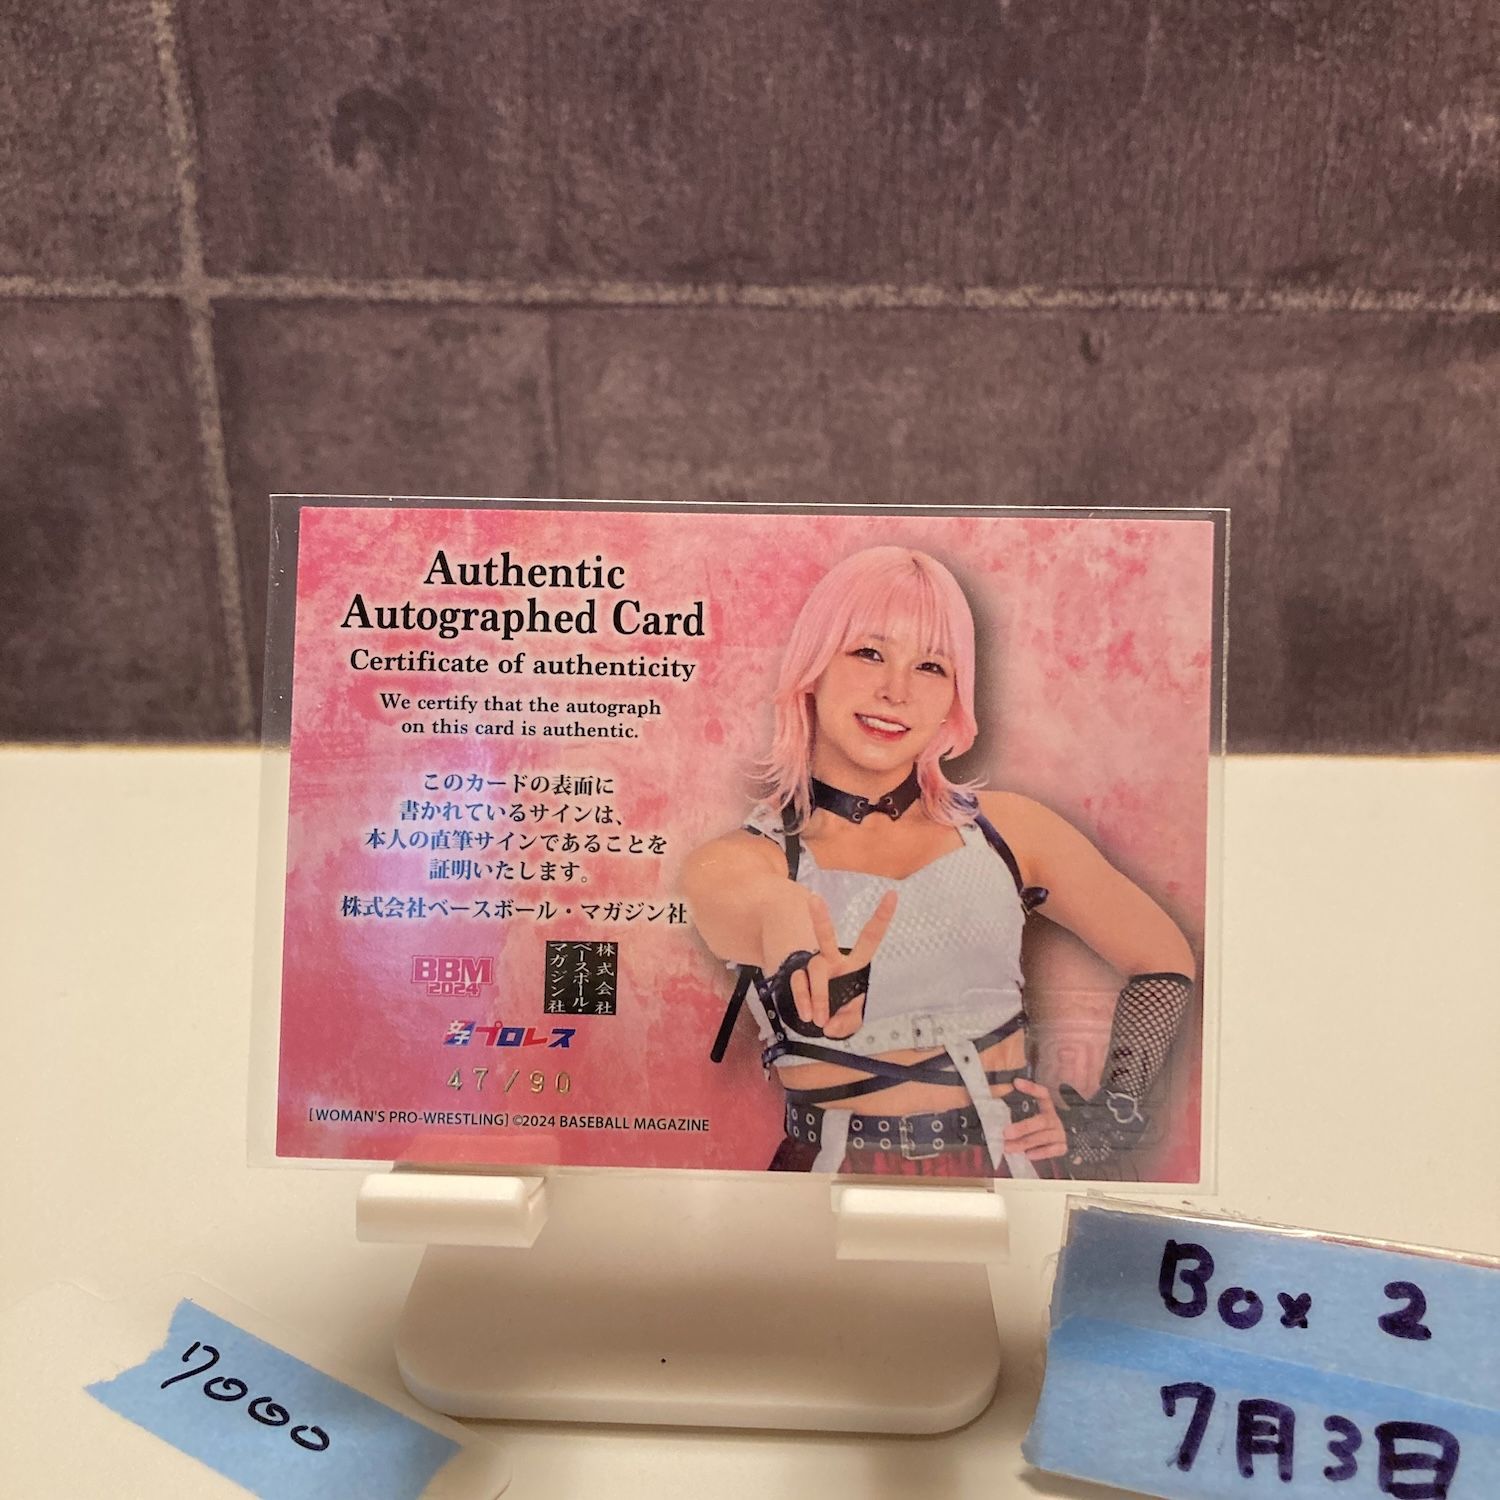 Authentic
Autographed Card
Certificate of authenticity
We certify that the autograph
on this card is authentic.
このカードの表面に
書かれているサインは、
本人の直筆サインであることを
証明いたします。
株式会社ベースボール・マガジン社
BBM
2024
株式会社
ベースボール・
マガジン社
女子プロレス
47/90
[WOMAN'S PRO-WRESTLING] ©2024 BASEBALL MAGAZINE
7000
Box 2
7月3日